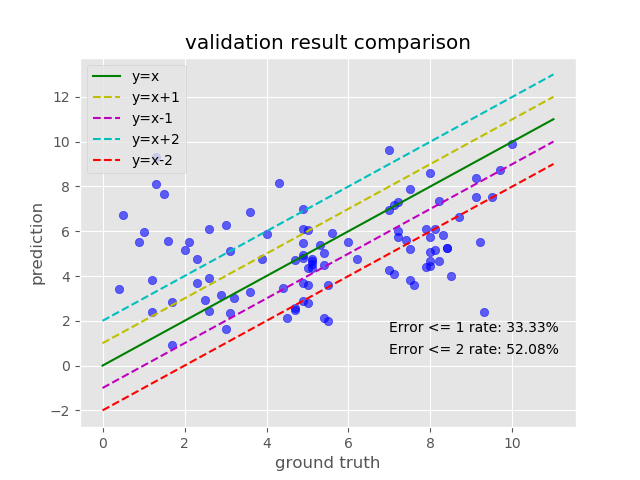 validation result comparison
y=x
y=x+1
y=x-1
y=x+2
y=x-2
12
10
8
6
4
2
0
−2
prediction
Error <= 1 rate: 33.33%
Error <= 2 rate: 52.08%
0 2 4 6 8 10
ground truth